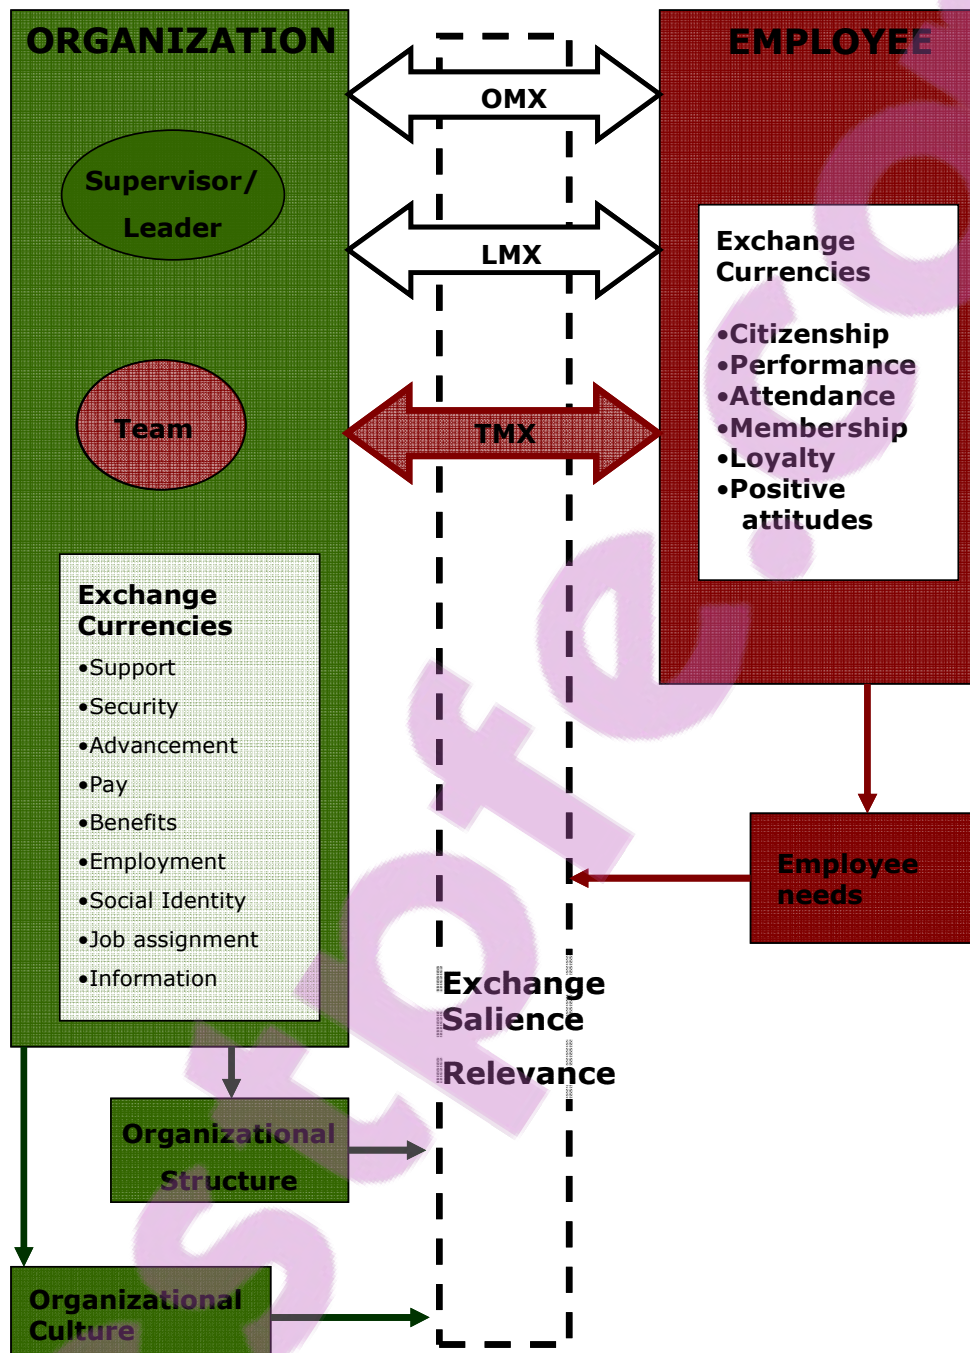 ORGANIZATION
EMPLOYEE
OMX
Supervisor/
Leader
LMX
Exchange
Currencies
•Citizenship
•Performance
•Attendance
•Membership
•Loyalty
•Positive
attitudes
Team
TMX
Exchange
Currencies
•Support
•Security
•Advancement
•Pay
•Benefits
•Employment
•Social Identity
•Job assignment
•Information
Employee
needs
Exchange
Salience
Relevance
Organizational
Structure
Organizational
Culture
stpfe.co